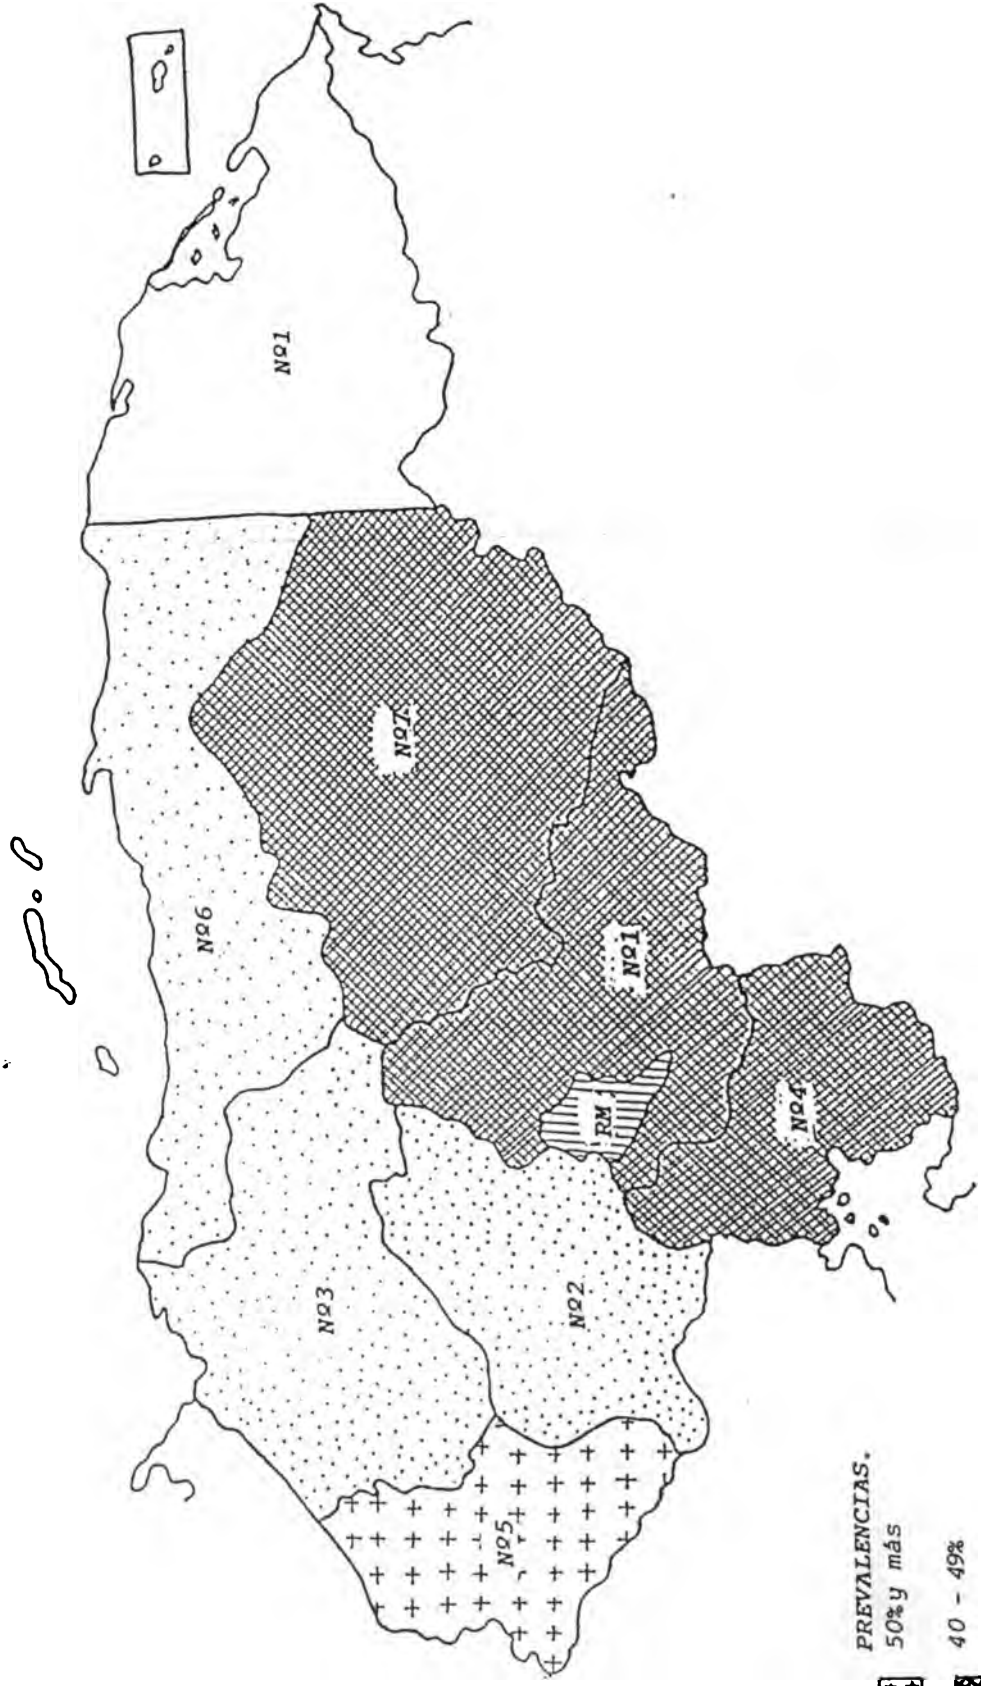 Nº1
Nº7
Nº6
Nº1
RM
Nº4
Nº3
Nº2
Nº5
PREVALENCIAS.
50% y más
40 - 49%